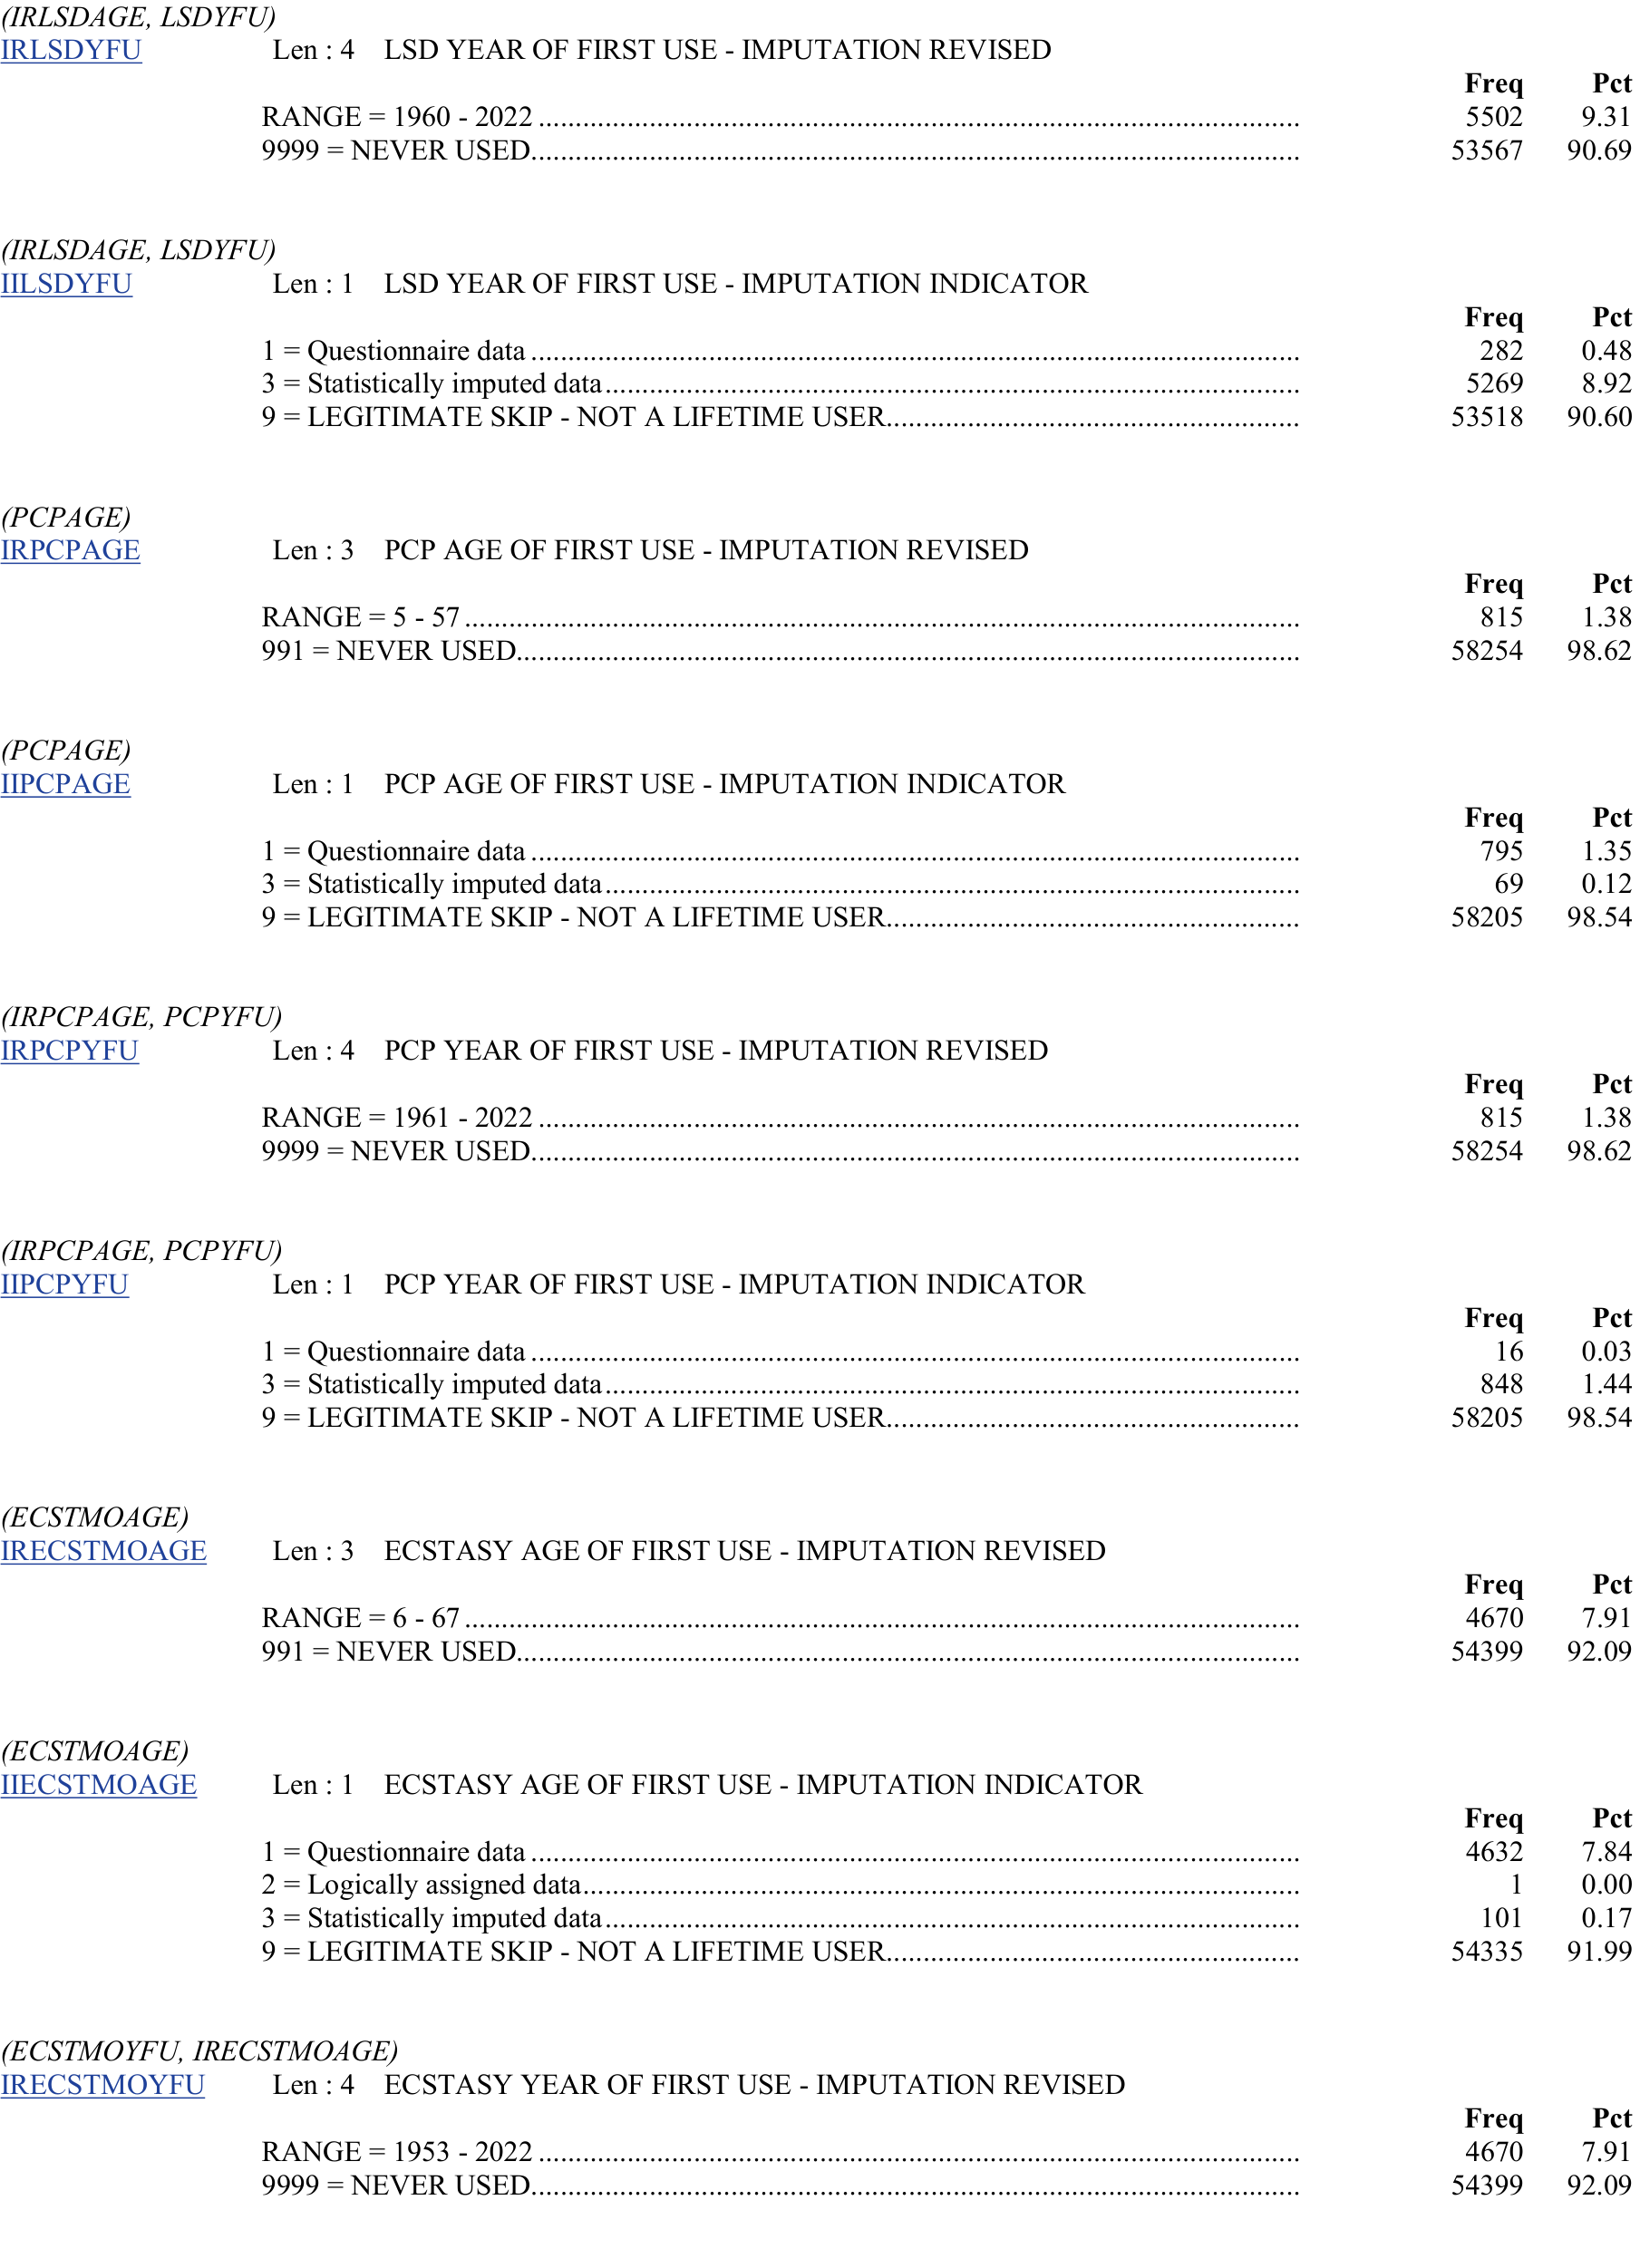 (IRLSDAGE, LSDYFU)
IRLSDYFU Len : 4 LSD YEAR OF FIRST USE - IMPUTATION REVISED
Freq Pct
RANGE = 1960 - 2022 ........ 5502 9.31
9999 = NEVER USED........ 53567 90.69
(IRLSDAGE, LSDYFU)
IILSDYFU Len : 1 LSD YEAR OF FIRST USE - IMPUTATION INDICATOR
Freq Pct
1 = Questionnaire data ........ 282 0.48
3 = Statistically imputed data........ 5269 8.92
9 = LEGITIMATE SKIP - NOT A LIFETIME USER........ 53518 90.60
(PCPAGE)
IRPCPAGE Len : 3 PCP AGE OF FIRST USE - IMPUTATION REVISED
Freq Pct
RANGE = 5 - 57 ........ 815 1.38
991 = NEVER USED........ 58254 98.62
(PCPAGE)
IIPCPAGE Len : 1 PCP AGE OF FIRST USE - IMPUTATION INDICATOR
Freq Pct
1 = Questionnaire data ........ 795 1.35
3 = Statistically imputed data........ 69 0.12
9 = LEGITIMATE SKIP - NOT A LIFETIME USER........ 58205 98.54
(IRPCPAGE, PCPYFU)
IRPCPYFU Len : 4 PCP YEAR OF FIRST USE - IMPUTATION REVISED
Freq Pct
RANGE = 1961 - 2022 ........ 815 1.38
9999 = NEVER USED........ 58254 98.62
(IRPCPAGE, PCPYFU)
IIPCPYFU Len : 1 PCP YEAR OF FIRST USE - IMPUTATION INDICATOR
Freq Pct
1 = Questionnaire data ........ 16 0.03
3 = Statistically imputed data........ 848 1.44
9 = LEGITIMATE SKIP - NOT A LIFETIME USER........ 58205 98.54
(ECSTMOAGE)
IRECSTMOAGE Len : 3 ECSTASY AGE OF FIRST USE - IMPUTATION REVISED
Freq Pct
RANGE = 6 - 67 ........ 4670 7.91
991 = NEVER USED........ 54399 92.09
(ECSTMOAGE)
IIECSTMOAGE Len : 1 ECSTASY AGE OF FIRST USE - IMPUTATION INDICATOR
Freq Pct
1 = Questionnaire data ........ 4632 7.84
2 = Logically assigned data........ 1 0.00
3 = Statistically imputed data........ 101 0.17
9 = LEGITIMATE SKIP - NOT A LIFETIME USER........ 54335 91.99
(ECSTMOYFU, IRECSTMOAGE)
IRECSTMOYFU Len : 4 ECSTASY YEAR OF FIRST USE - IMPUTATION REVISED
Freq Pct
RANGE = 1953 - 2022 ........ 4670 7.91
9999 = NEVER USED........ 54399 92.09